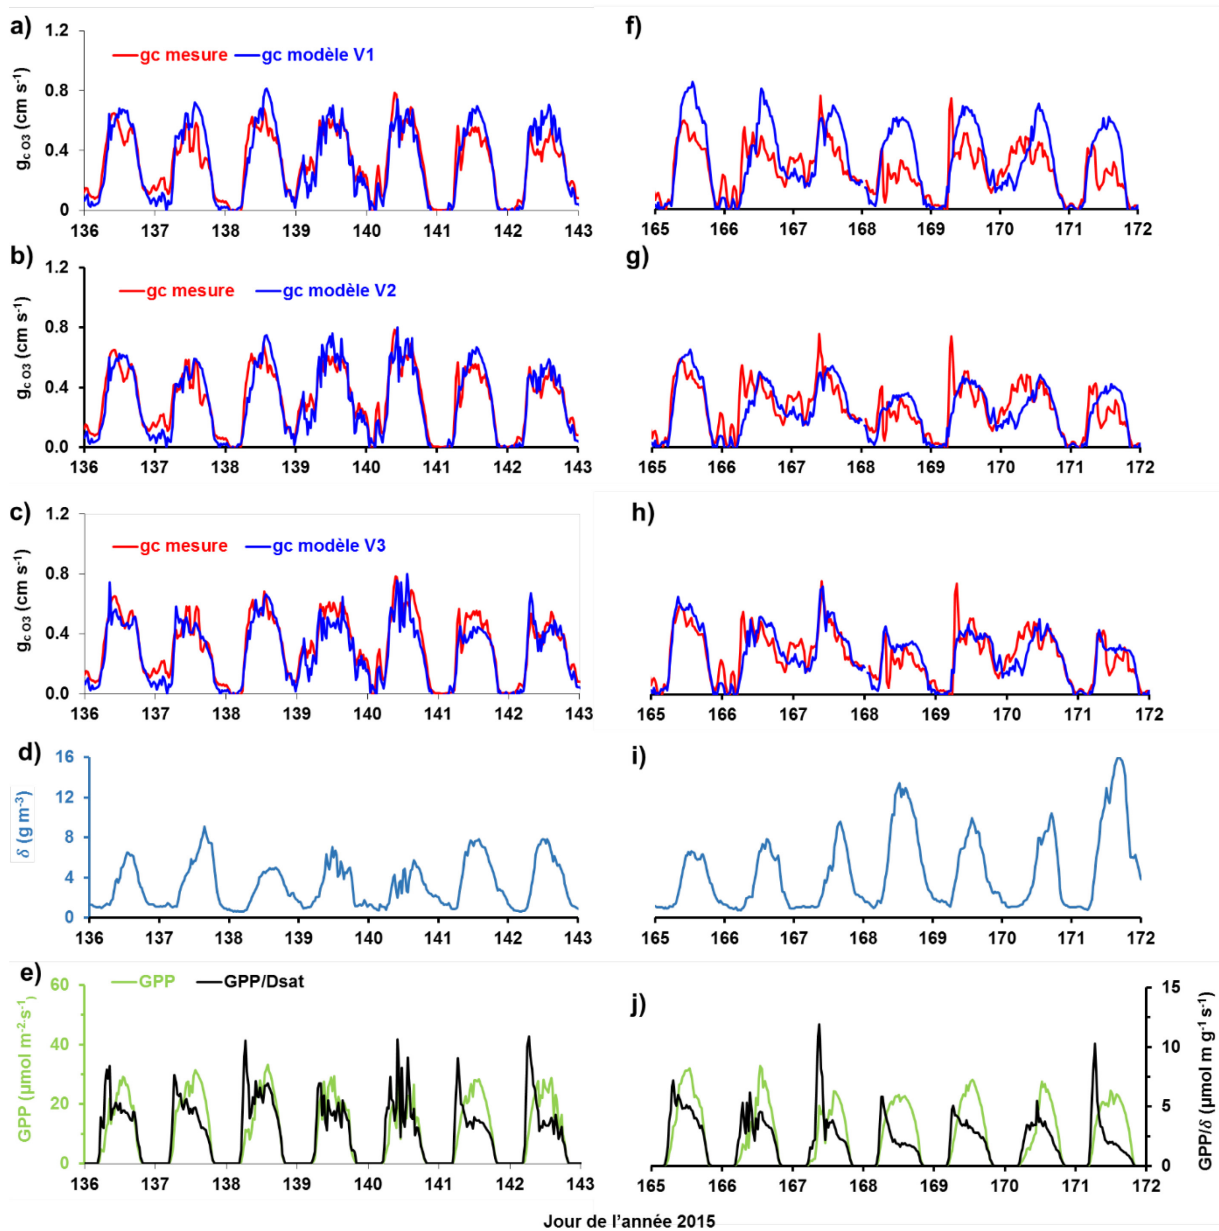 a)
f)
1.2
gc mesure gc modèle V1
0.8
0.4
0
g c O3 (cm s-1)
136 137 138 139 140 141 142 143
165 166 167 168 169 170 171 172
b)
g)
1.2
gc mesure gc modèle V2
0.8
0.4
0.0
g c O3 (cm s-1)
136 137 138 139 140 141 142 143
165 166 167 168 169 170 171 172
c)
h)
1.2
gc mesure gc modèle V3
0.8
0.4
0.0
g c O3 (cm s-1)
136 137 138 139 140 141 142 143
165 166 167 168 169 170 171 172
d)
i)
16
12
8
4
0
δ (g m-3)
136 137 138 139 140 141 142 143
165 166 167 168 169 170 171 172
e)
j)
GPP GPP/Dsat
60
40
20
0
GPP (µmol m-2 s-1)
15
10
5
0
GPP/δ (µmol m g-1 s-1)
136 137 138 139 140 141 142 143
165 166 167 168 169 170 171 172
Jour de l'année 2015